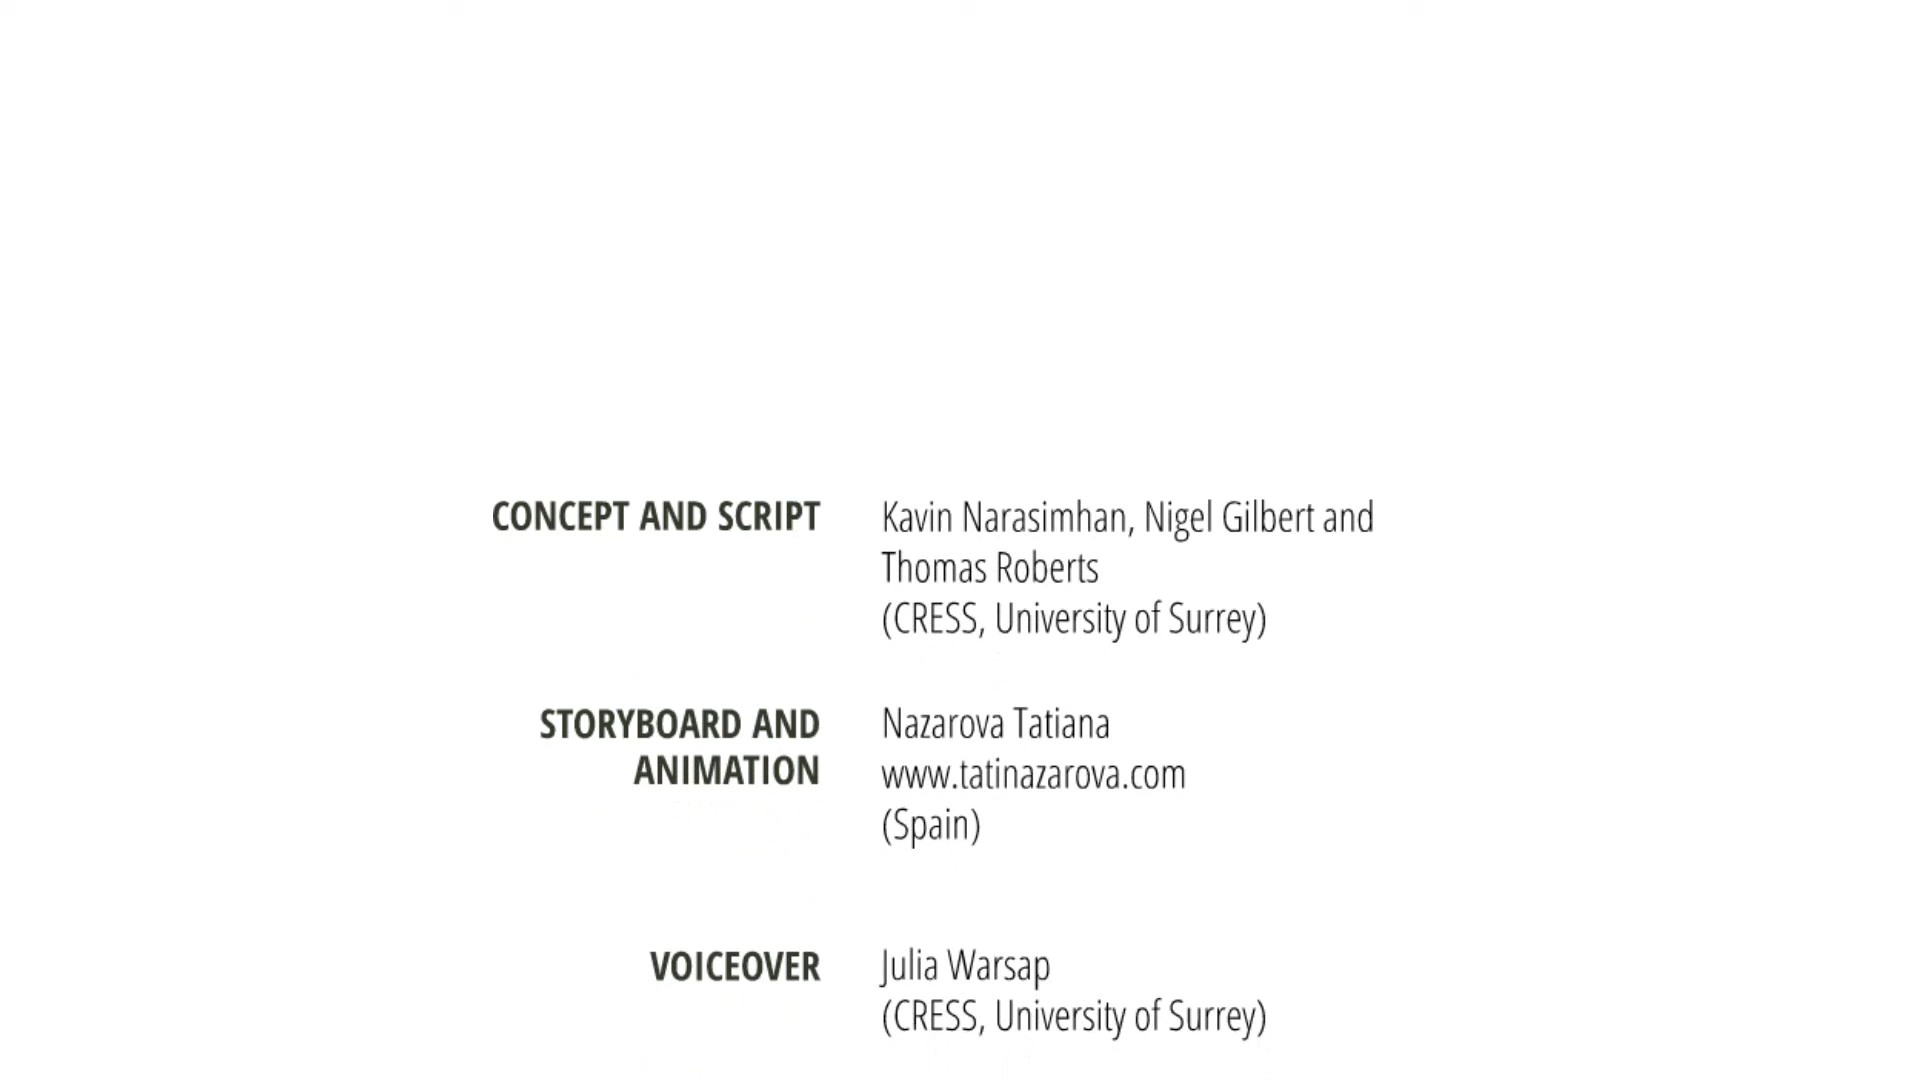 CONCEPT AND SCRIPT
Kavin Narasimhan, Nigel Gilbert and
Thomas Roberts
(CRESS, University of Surrey)
STORYBOARD AND
ANIMATION
Nazarova Tatiana
www.tatinazarova.com
(Spain)
VOICEOVER
Julia Warsap
(CRESS, University of Surrey)